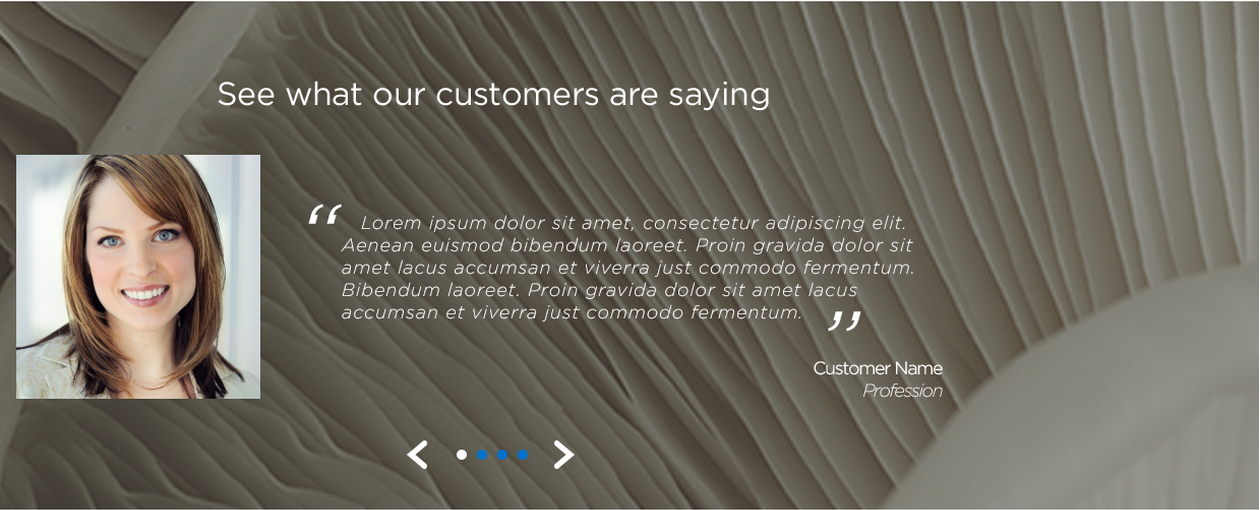 See what our customers are saying
“ Lorem ipsum dolor sit amet, consectetur adipiscing elit.
Aenean euismod bibendum laoreet. Proin gravida dolor sit
amet lacus accumsan et viverra just commodo fermentum.
Bibendum laoreet. Proin gravida dolor sit amet lacus
accumsan et viverra just commodo fermentum. ”
Customer Name
Profession